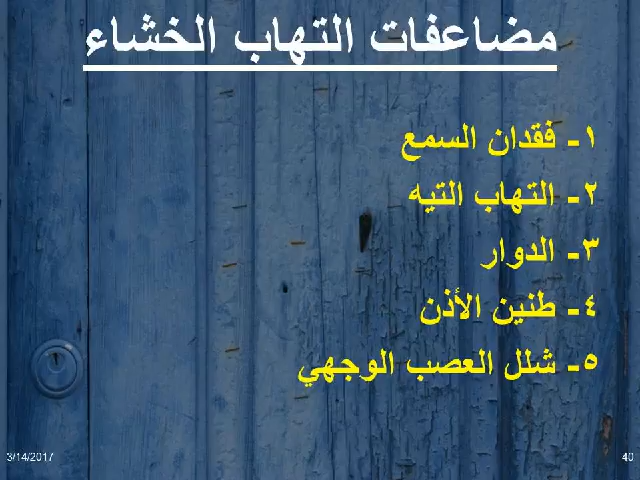 مضاعفات التهاب الخشاء
١- فقدان السمع
٢- التهاب التيه
٣- الدوار
٤- طنين الأذن
٥- شلل العصب الوجهي
3/14/2017
40